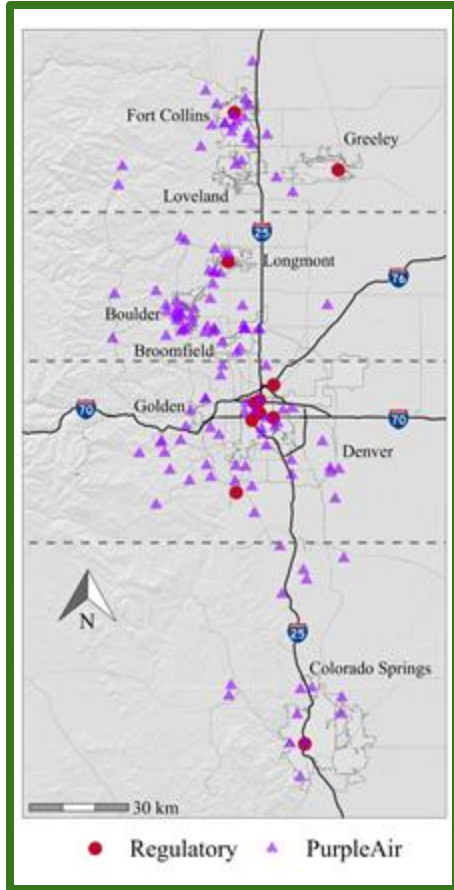 Fort Collins
Greeley
Loveland
25
Longmont
76
Boulder
Broomfield
Golden
70
70
Denver
N
25
Colorado Springs
30 km
Regulatory PurpleAir